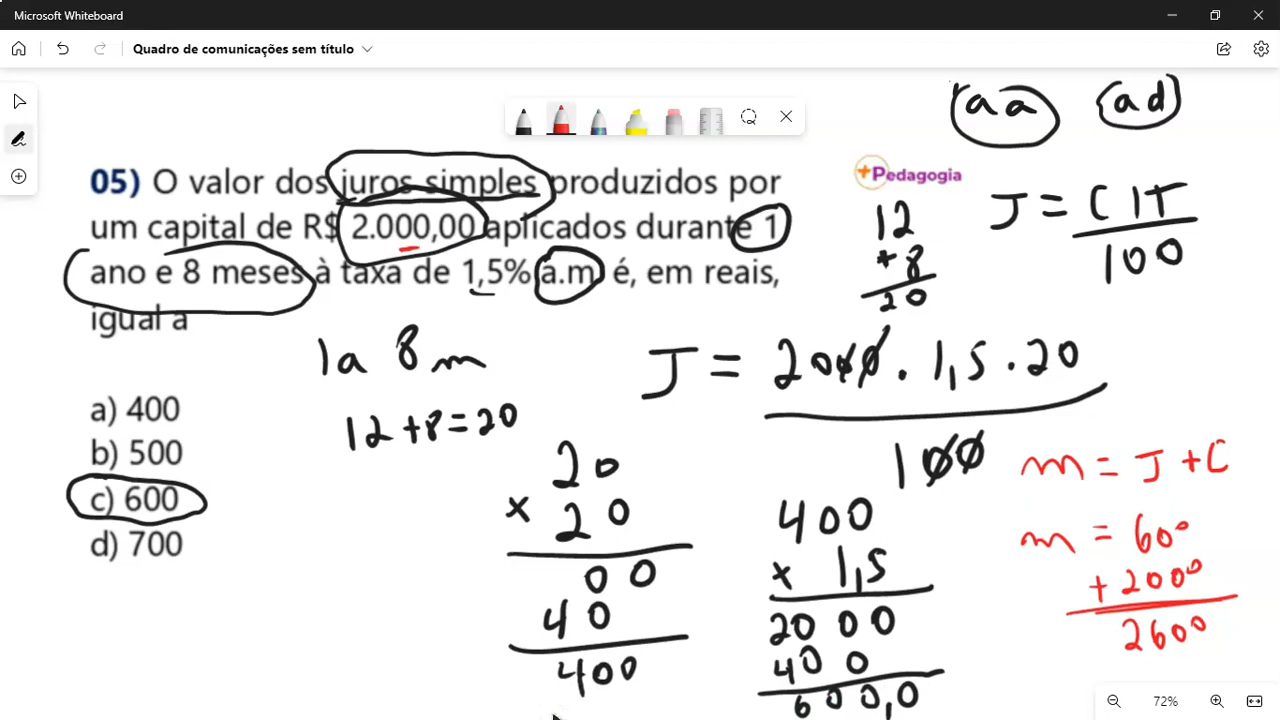 Microsoft Whiteboard
Quadro de comunicações sem título
aa ad
05) O valor dos juros simples produzidos por
um capital de R$ 2.000,00 aplicados durante 1
ano e 8 meses à taxa de 1,5% a.m é, em reais,
igual a
+Pedagogia
12
+ 8
20
J = C I T
100
1a 8m
12 + 8 = 20
J = 2000 . 1,5 . 20
100
a) 400
b) 500
c) 600
d) 700
20
x 20
00
40
400
400
x 1,5
2000
400
600,0
m = J + C
m = 600
+ 2000
2600
72%